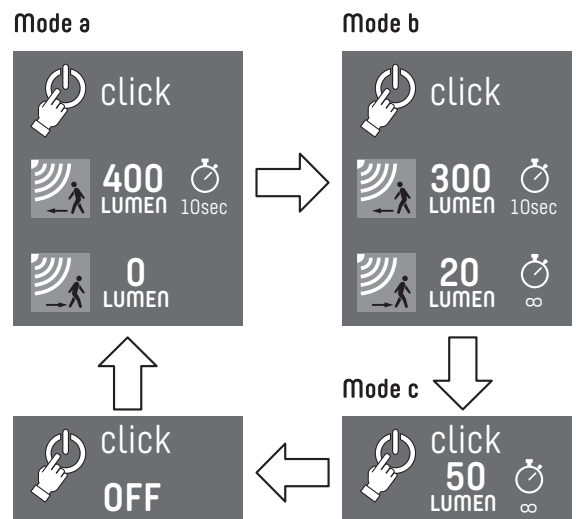 Mode a
click
400
LUMEN 10sec
0
LUMEN
Mode b
click
300
LUMEN 10sec
20
LUMEN ∞
Mode c
click
50
LUMEN ∞
click
OFF